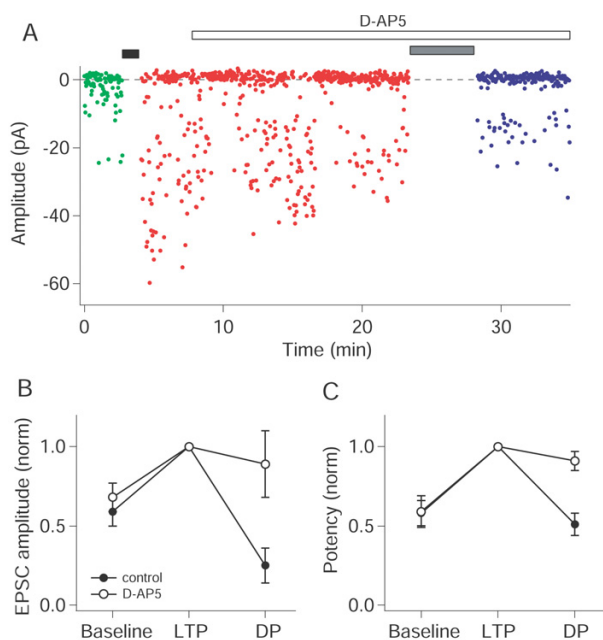 D-AP5
A
0
-20
-40
-60
Amplitude (pA)
0 10 20 30
Time (min)
B C
1.0
0.5
0.0
EPSC amplitude (norm)
control
D-AP5
Baseline LTP DP
1.0
0.5
0.0
Potency (norm)
Baseline LTP DP